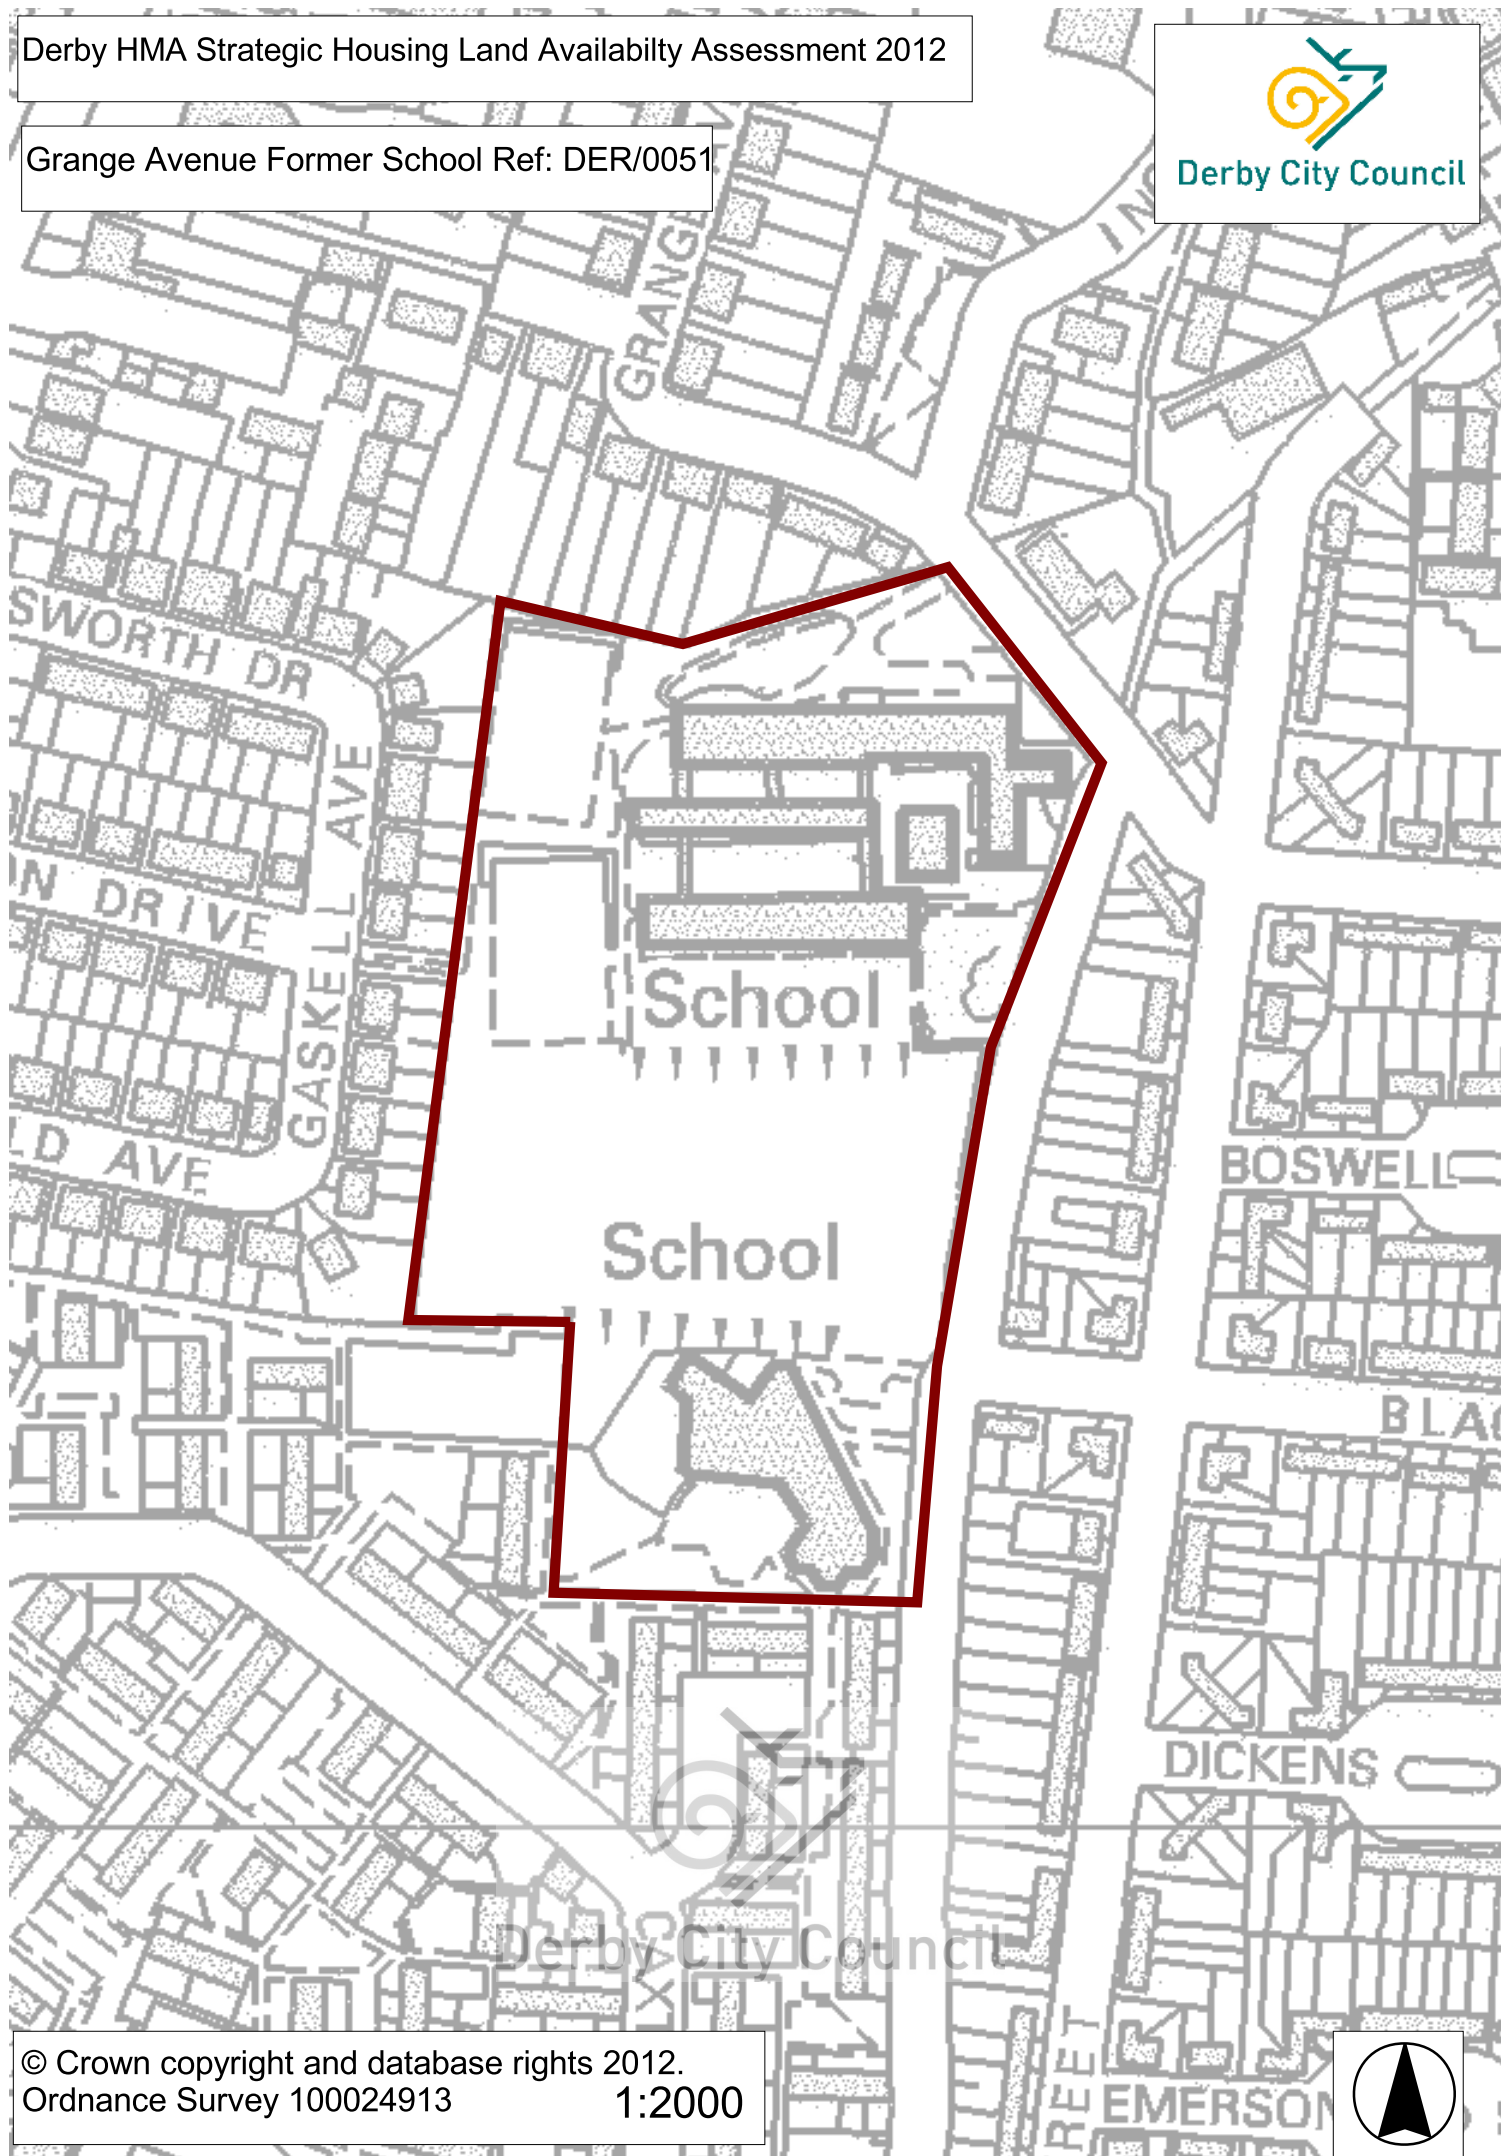 Derby HMA Strategic Housing Land Availabilty Assessment 2012
Derby City Council
Grange Avenue Former School Ref: DER/0051
GRANGE
ING
SWORTH DR
GASKELL AVE
N DRIVE
LD AVE
School
School
BOSWELL
BLAC
DICKENS
Derby City Council
REET
EMERSON
© Crown copyright and database rights 2012.
Ordnance Survey 100024913 1:2000